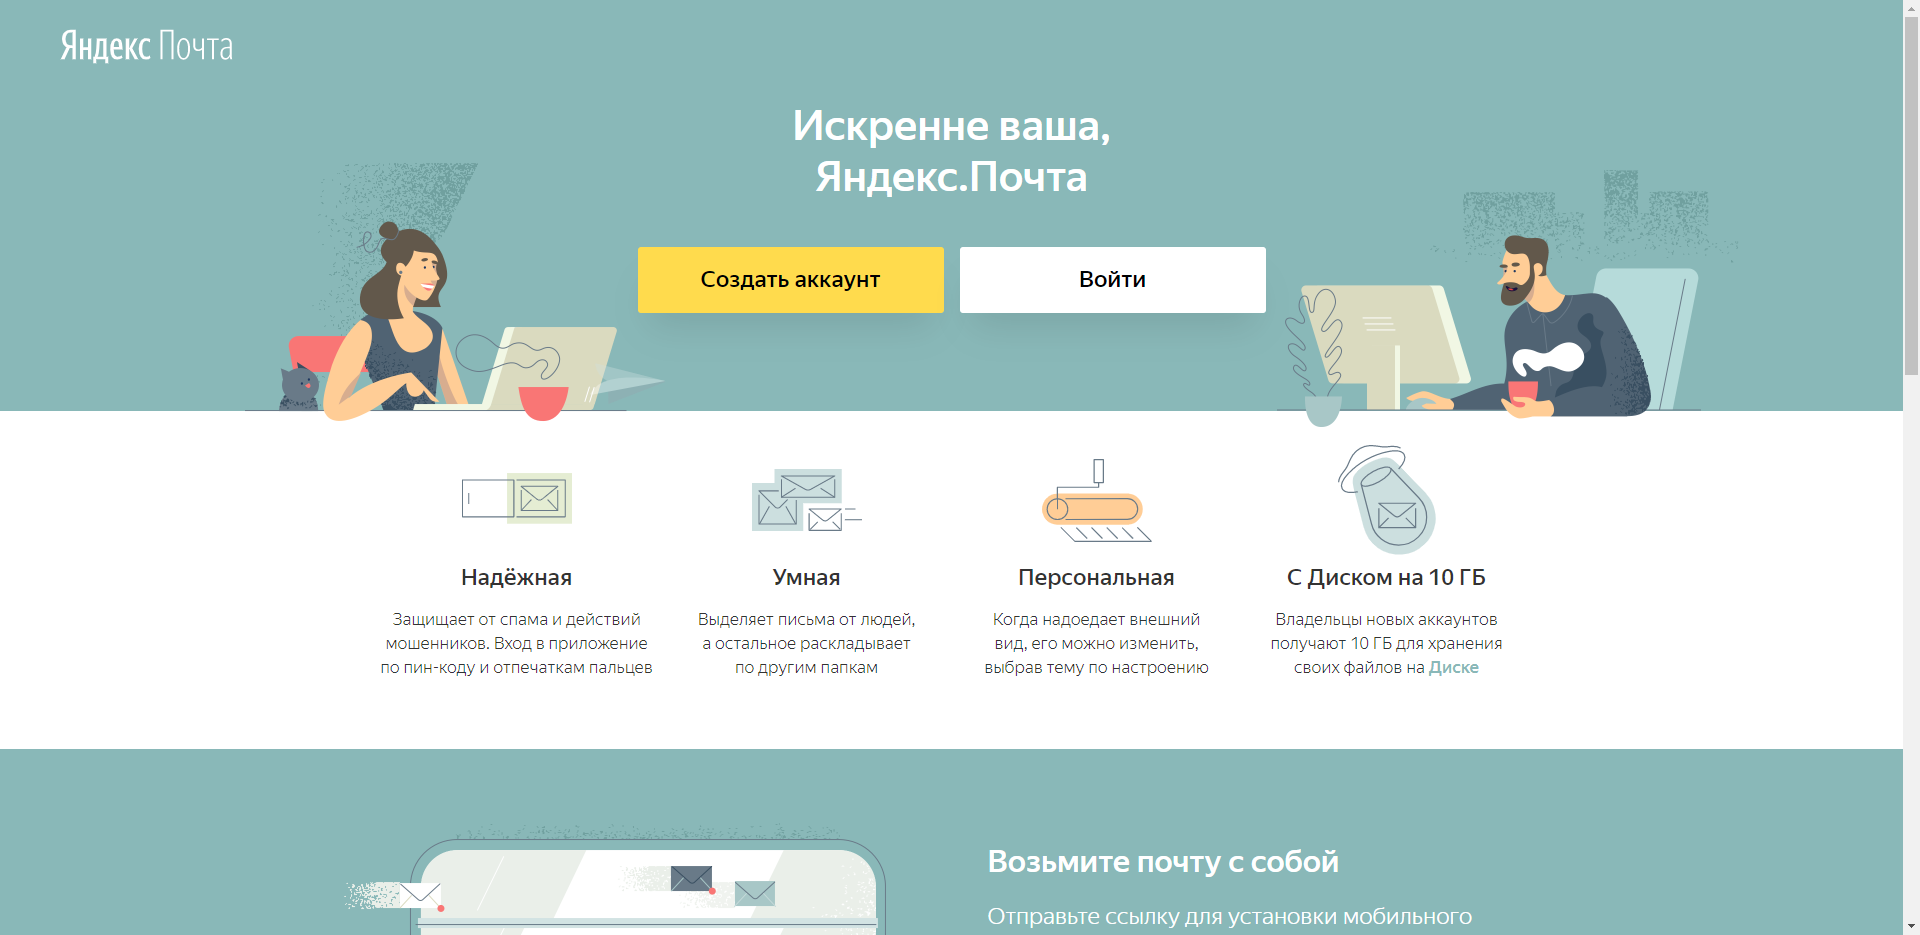 Яндекс Почта
Искренне ваша,
Яндекс.Почта
Создать аккаунт
Войти
Надёжная
Защищает от спама и действий
мошенников. Вход в приложение
по пин-коду и отпечаткам пальцев
Умная
Выделяет письма от людей,
а остальное раскладывает
по другим папкам
Персональная
Когда надоедает внешний
вид, его можно изменить,
выбрав тему по настроению
С Диском на 10 ГБ
Владельцы новых аккаунтов
получают 10 ГБ для хранения
своих файлов на Диске
Возьмите почту с собой
Отправьте ссылку для установки мобильного